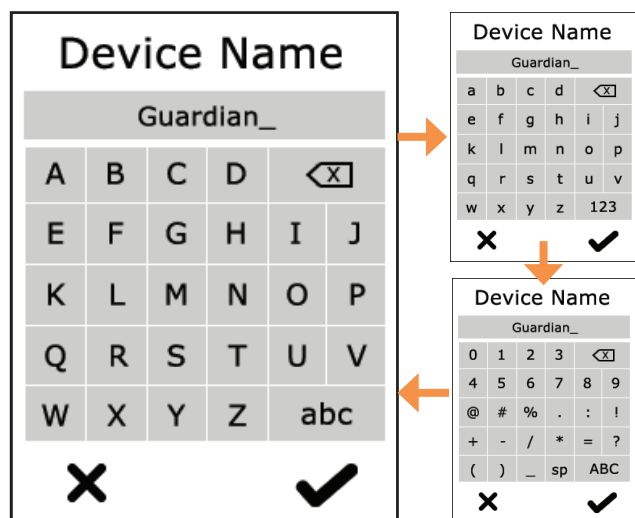 Device Name
Guardian_
A B C D X
E F G H I J
K L M N O P
Q R S T U V
W X Y Z abc
Device Name
Guardian_
a b c d X
e f g h i j
k l m n o p
q r s t u v
w x y z 123
Device Name
Guardian_
0 1 2 3 X
4 5 6 7 8 9
@ # % . : !
+ - / * = ?
( ) _ sp ABC